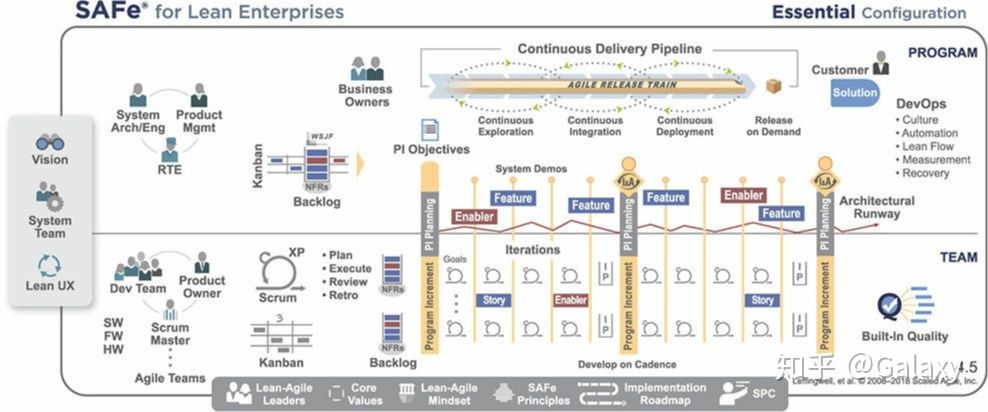 SAFe® for Lean Enterprises
Essential Configuration
Continuous Delivery Pipeline
PROGRAM
AGILE RELEASE TRAIN
Continuous
Exploration
Continuous
Integration
Continuous
Deployment
Release
on Demand
Business
Owners
Customer
Solution
DevOps
• Culture
• Automation
• Lean Flow
• Measurement
• Recovery
System
Arch/Eng
Product
Mgmt
RTE
Kanban
WSJF
NFRs
Backlog
PI Objectives
System Demos
PI Planning
Enabler
Feature
Feature
I&A
PI Planning
Feature
Enabler
Feature
I&A
PI Planning
Architectural
Runway
Vision
System
Team
Lean UX
TEAM
Dev Team
Product
Owner
Scrum
Master
SW
FW
HW
Agile Teams
XP
Scrum
• Plan
• Execute
• Review
• Retro
Kanban
3
NFRs
NFRs
Backlog
Program Increment
Goals
Iterations
Story
Enabler
I P
I P
Program Increment
Story
I P
I P
Program Increment
Develop on Cadence
Built-In Quality
知乎 @Galaxy
4.5
Leffingwell, et al. © 2008–2018 Scaled Agile, Inc.
Lean-Agile
Leaders
Core
Values
Lean-Agile
Mindset
SAFe
Principles
Implementation
Roadmap
SPC